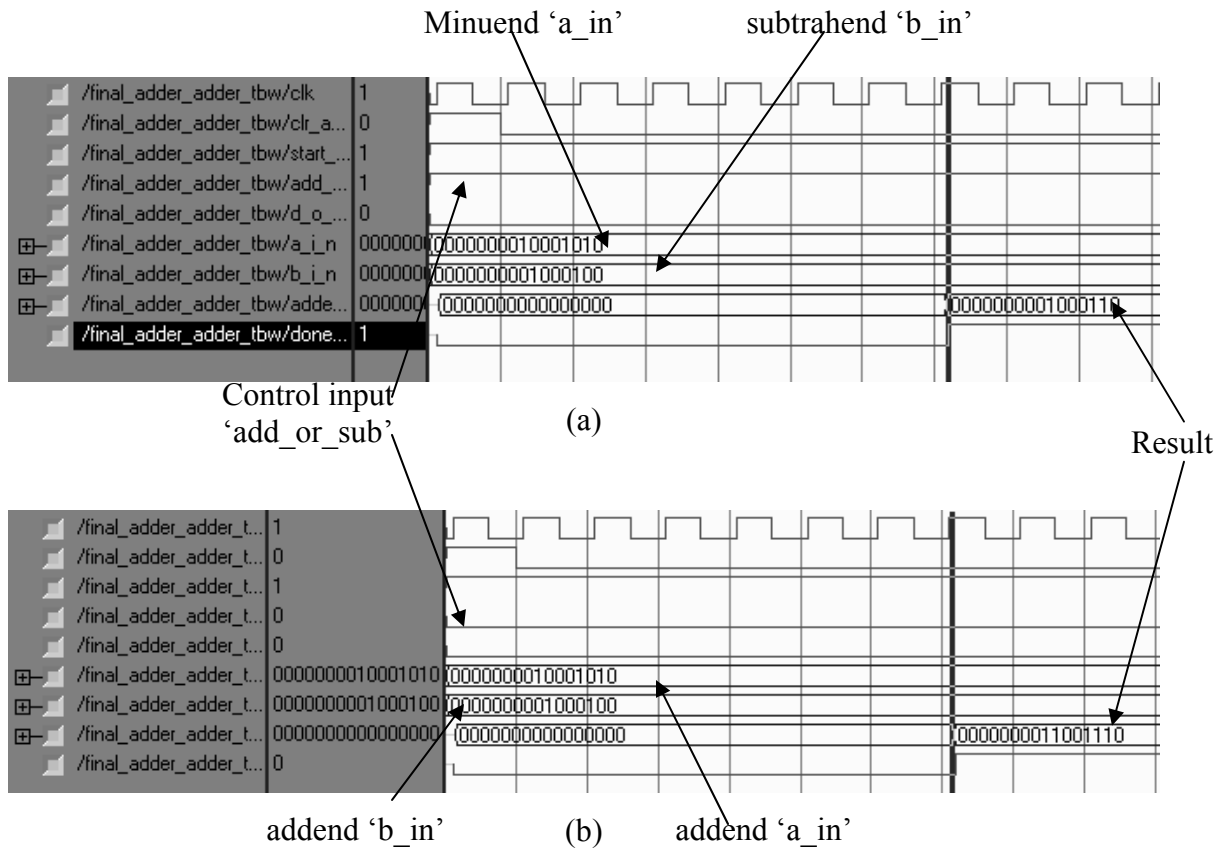 Minuend ‘a_in’ subtrahend ‘b_in’
/final_adder_adder_tbw/clk 1
/final_adder_adder_tbw/clr_a... 0
/final_adder_adder_tbw/start_... 1
/final_adder_adder_tbw/add_... 1
/final_adder_adder_tbw/d_o_... 0
/final_adder_adder_tbw/a_i_n 0000000 0000000010001010
/final_adder_adder_tbw/b_i_n 0000000 0000000001000100
/final_adder_adder_tbw/adde... 0000000 0000000000000000 0000000001000110
/final_adder_adder_tbw/done... 1
Control input
‘add_or_sub’
(a)
Result
/final_adder_adder_t... 1
/final_adder_adder_t... 0
/final_adder_adder_t... 1
/final_adder_adder_t... 0
/final_adder_adder_t... 0
/final_adder_adder_t... 0000000010001010 0000000010001010
/final_adder_adder_t... 0000000001000100 0000000001000100
/final_adder_adder_t... 0000000000000000 0000000000000000 0000000011001110
/final_adder_adder_t... 0
addend ‘b_in’ (b) addend ‘a_in’